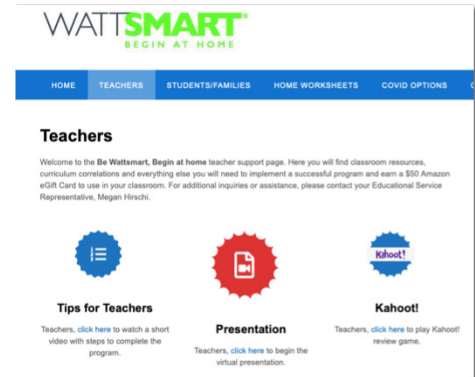 WATTSMART®
BEGIN AT HOME
HOME TEACHERS STUDENTS/FAMILIES HOME WORKSHEETS COVID OPTIONS
Teachers
Welcome to the Be Wattsmart, Begin at home teacher support page. Here you will find classroom resources,
curriculum correlations and everything else you will need to implement a successful program and earn a $50 Amazon
eGift Card to use in your classroom. For additional inquiries or assistance, please contact your Educational Service
Representative, Megan Hirschi.
Kahoot!
Tips for Teachers
Teachers, click here to watch a short
video with steps to complete the
program.
Presentation
Teachers, click here to begin the
virtual presentation.
Kahoot!
Teachers, click here to play Kahoot!
review game.